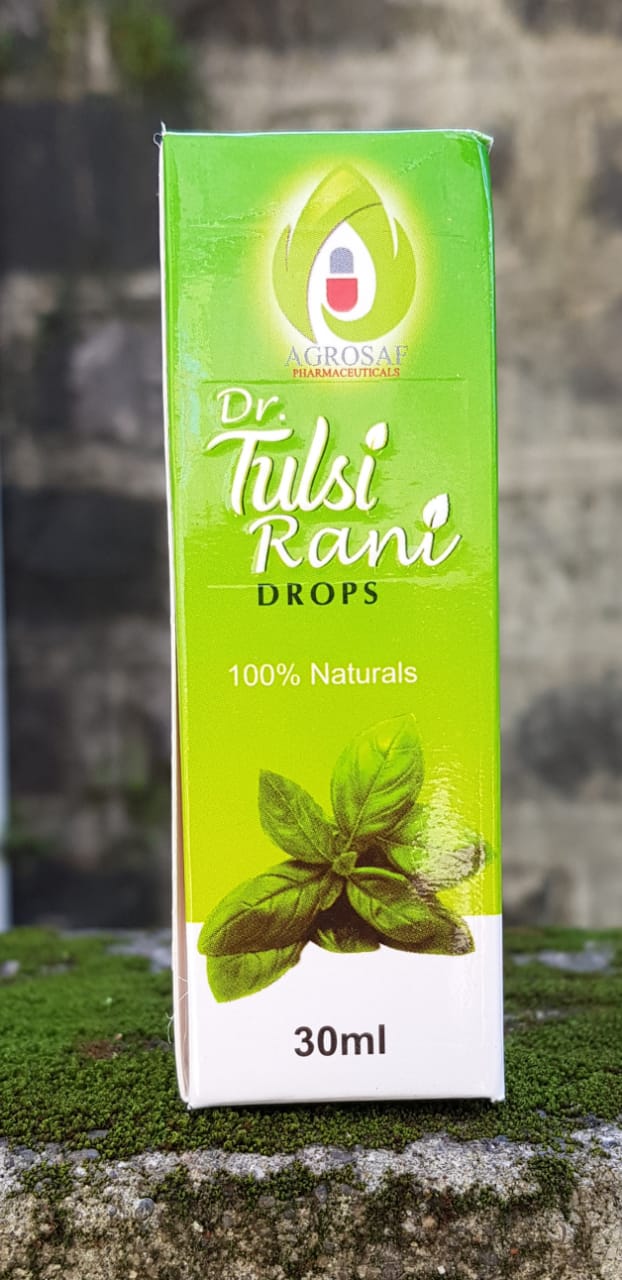 AGROSAF
PHARMACEUTICALS
Dr.
Tulsi
Rani
DROPS
100% Naturals
30ml